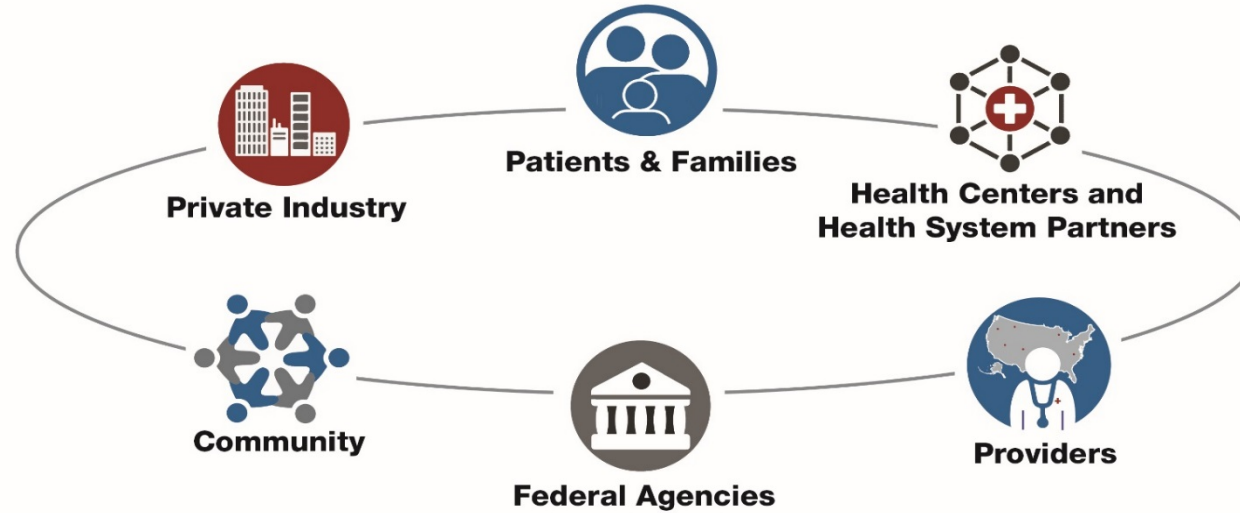 Patients & Families
Private Industry
Health Centers and
Health System Partners
Community
Federal Agencies
Providers